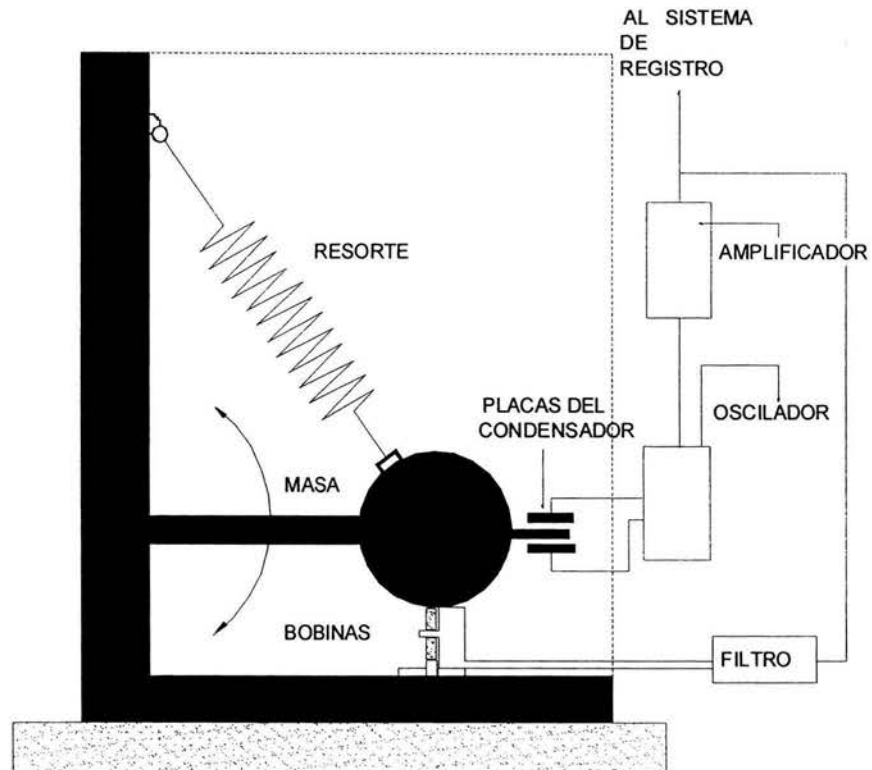 AL SISTEMA
DE
REGISTRO
RESORTE
AMPLIFICADOR
PLACAS DEL
CONDENSADOR
OSCILADOR
MASA
BOBINAS
FILTRO